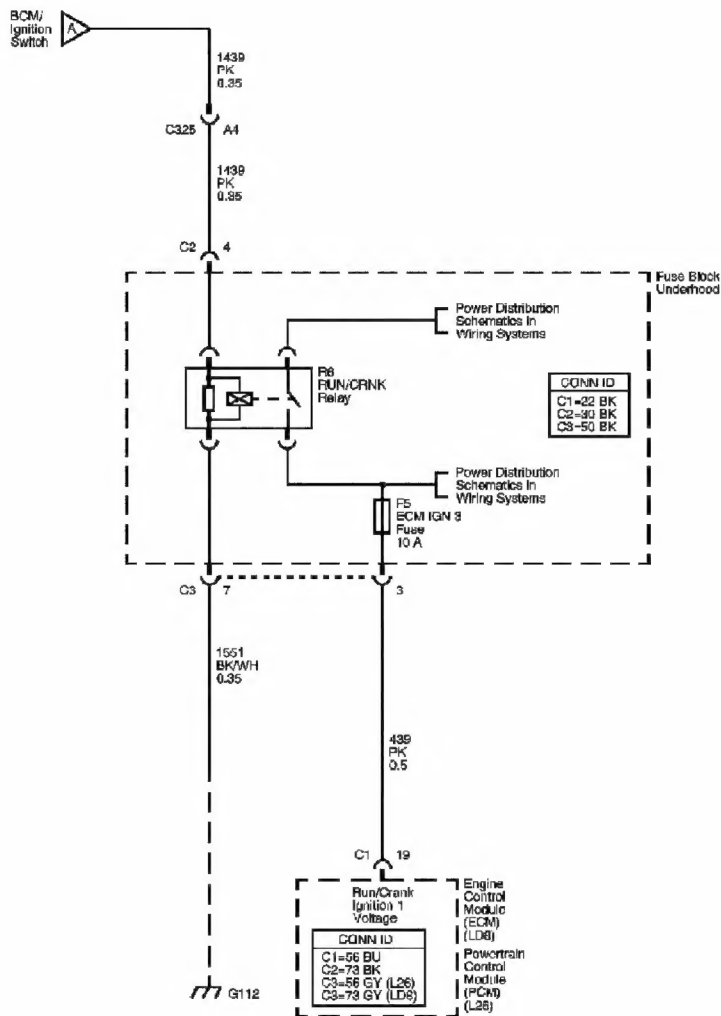 BCM/
Ignition
Switch
A
1439
PK
0.35
C325 A4
1439
PK
0.35
C2 4
Fuse Block
Underhood
Power Distribution
Schematics in
Wiring Systems
R6
RUN/CRNK
Relay
CONN ID
C1=22 BK
C2=30 BK
C3=50 BK
Power Distribution
Schematics in
Wiring Systems
F5
ECM IGN 3
Fuse
10 A
C3 7 3
1551
BK/WH
0.35
439
PK
0.5
C1 19
Run/Crank
Ignition 1
Voltage
CONN ID
C1=56 BU
C2=73 BK
C3=56 GY (L26)
C3=73 GY (LD8)
Engine
Control
Module
(ECM)
(LD8)
Powertrain
Control
Module
(PCM)
(L26)
G112